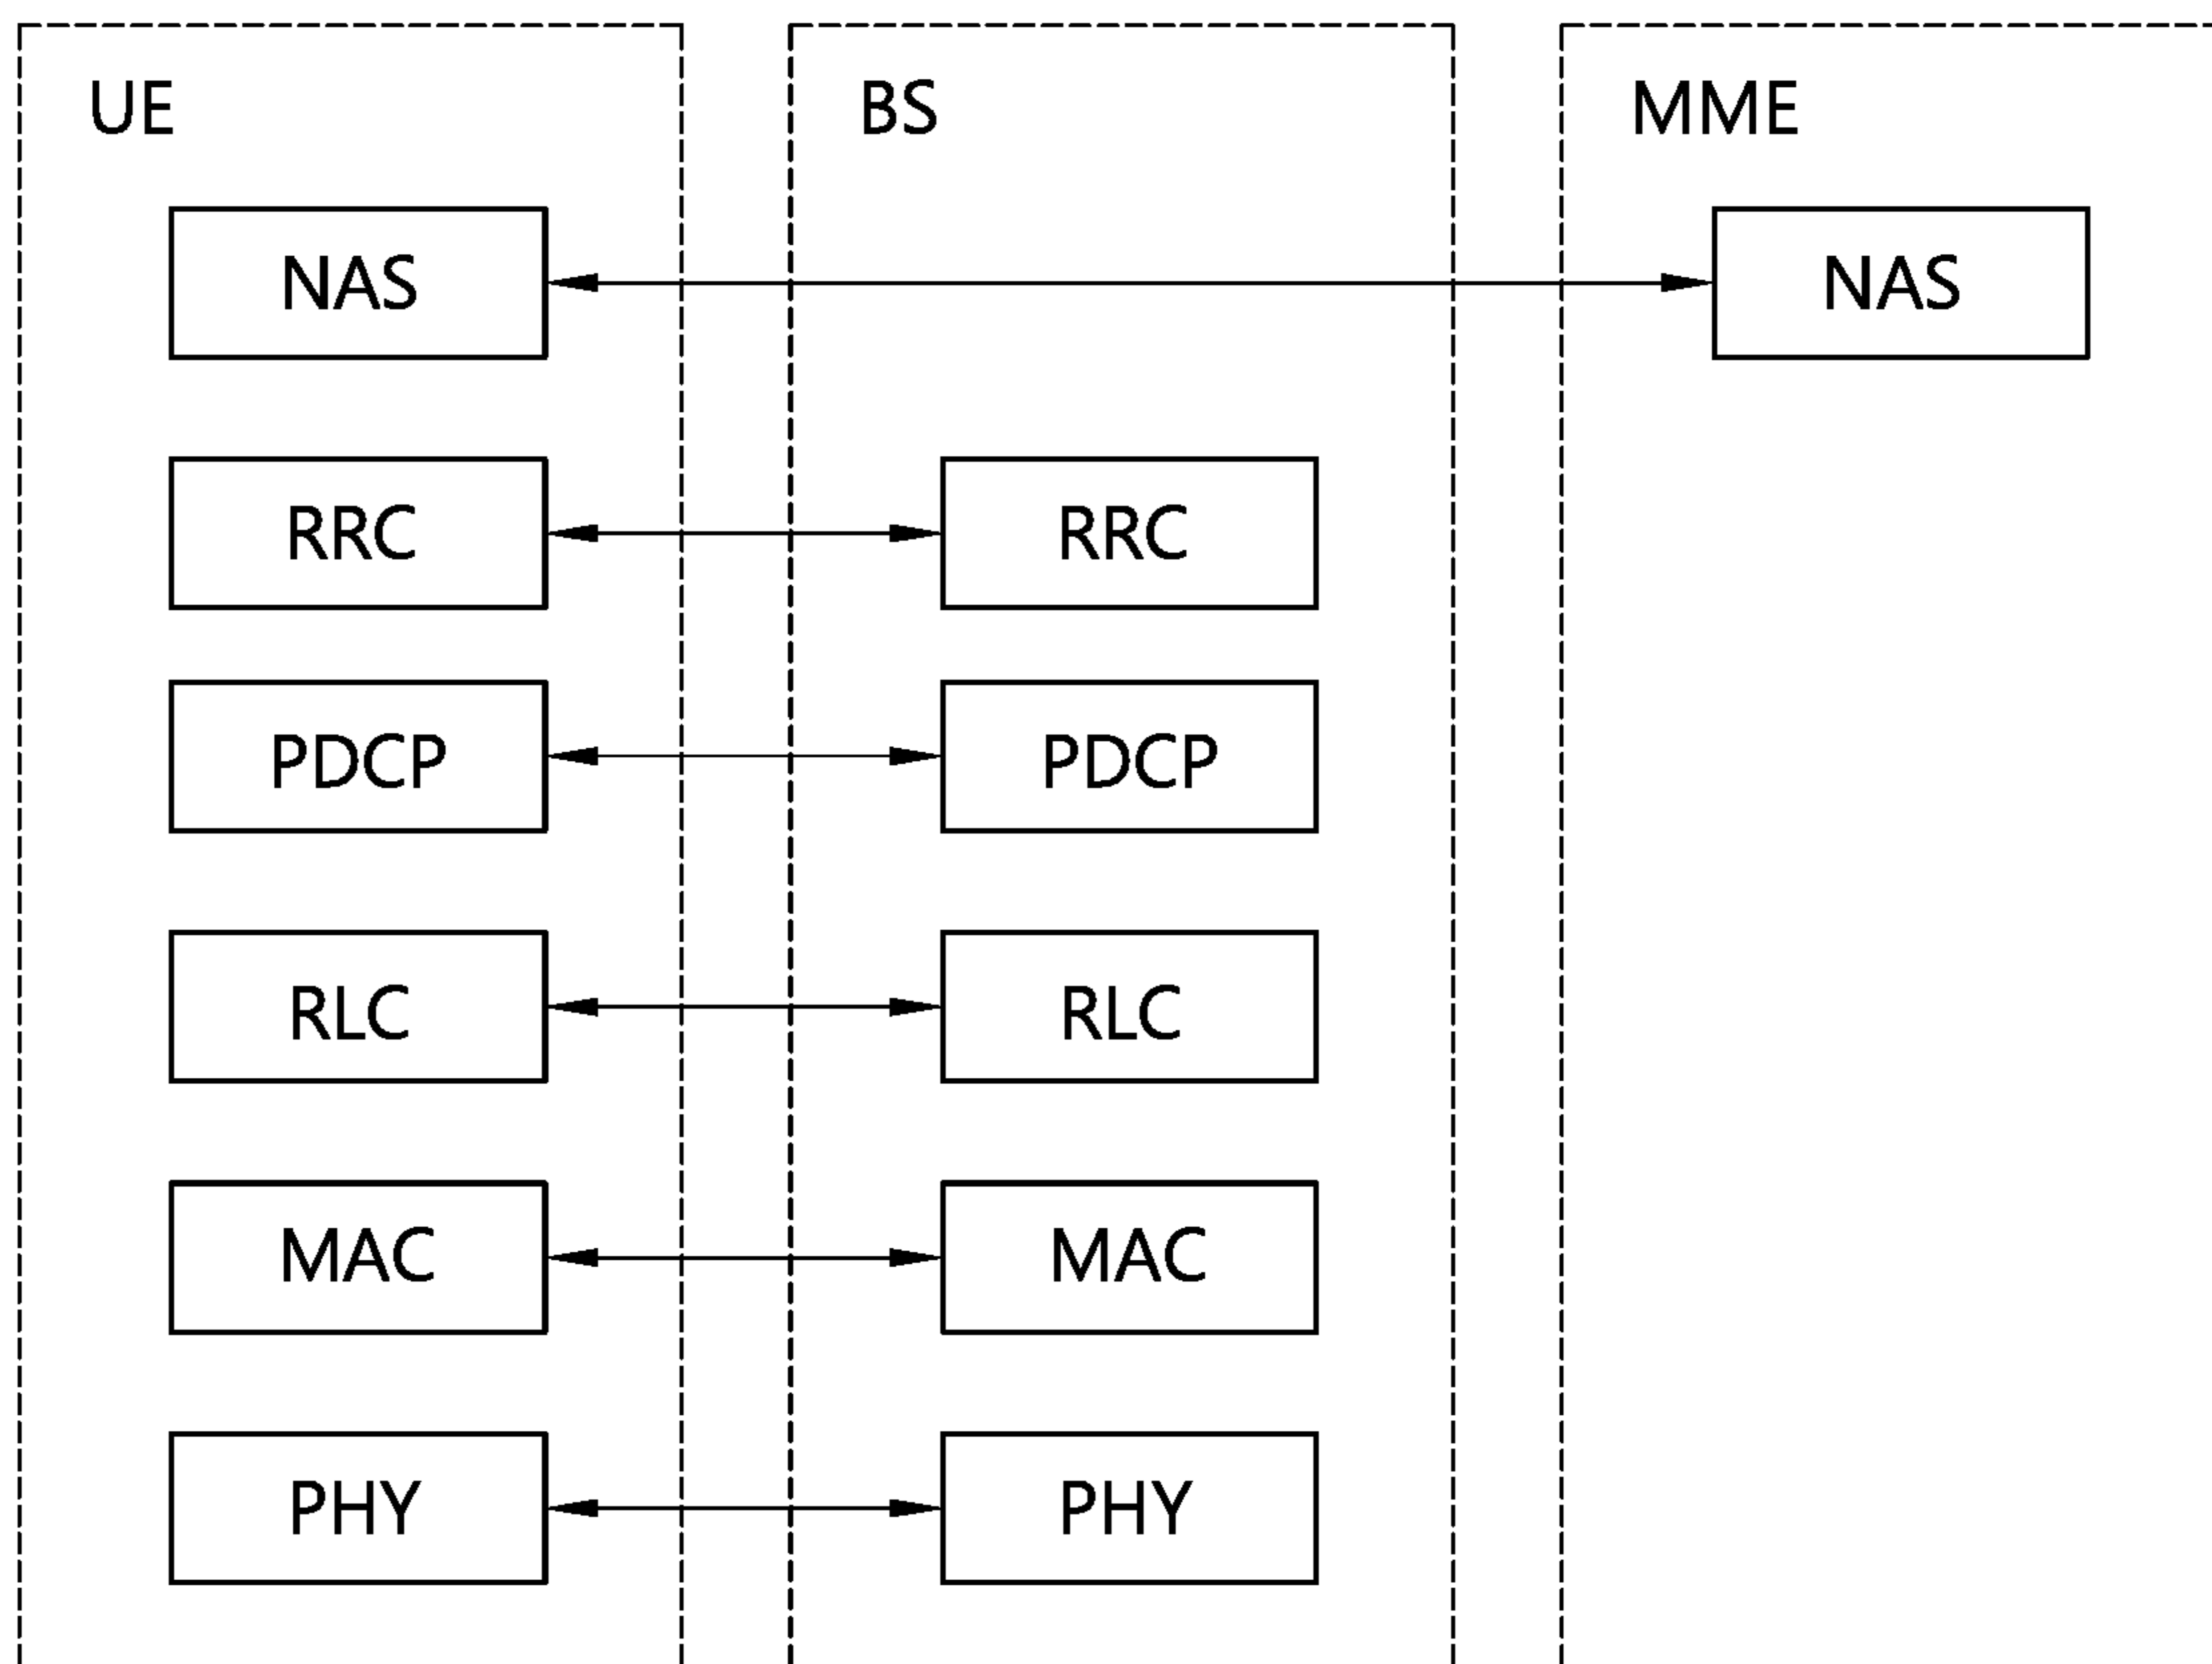 UE BS MME
NAS NAS
RRC RRC
PDCP PDCP
RLC RLC
MAC MAC
PHY PHY